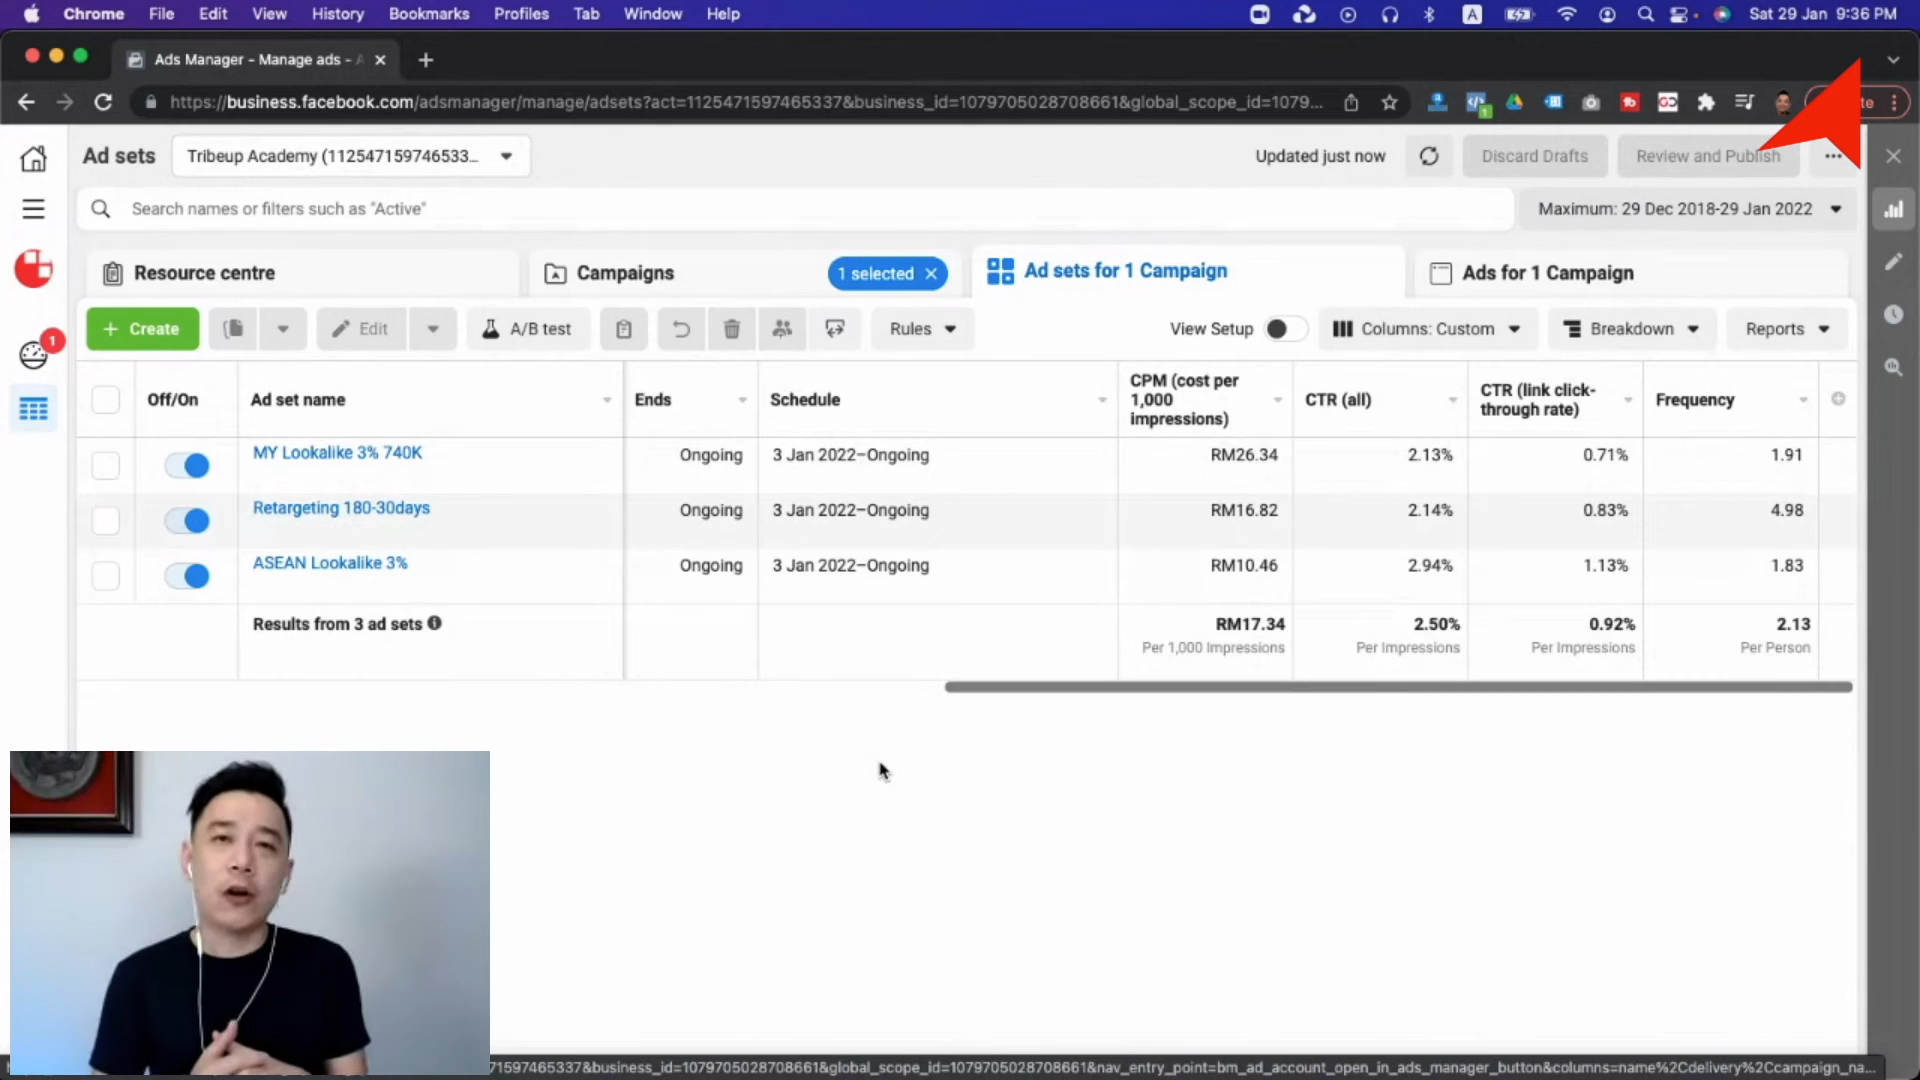 Chrome File Edit View History Bookmarks Profiles Tab Window Help A Sat 29 Jan 9:36 PM
Ads Manager - Manage ads - A
https://business.facebook.com/adsmanager/manage/adsets?act=1125471597465337&business_id=1079705028708661&global_scope_id=1079...
Ad sets Tribeup Academy (112547159746533... Updated just now Discard Drafts Review and Publish
Search names or filters such as "Active" Maximum: 29 Dec 2018-29 Jan 2022
Resource centre Campaigns 1 selected Ad sets for 1 Campaign Ads for 1 Campaign
+ Create Edit A/B test Rules View Setup Columns: Custom Breakdown Reports
1
Off/On Ad set name Ends Schedule CPM (cost per 1,000 impressions) CTR (all) CTR (link click-through rate) Frequency
MY Lookalike 3% 740K Ongoing 3 Jan 2022–Ongoing RM26.34 2.13% 0.71% 1.91
Retargeting 180-30days Ongoing 3 Jan 2022–Ongoing RM16.82 2.14% 0.83% 4.98
ASEAN Lookalike 3% Ongoing 3 Jan 2022–Ongoing RM10.46 2.94% 1.13% 1.83
Results from 3 ad sets RM17.34 2.50% 0.92% 2.13
Per 1,000 Impressions Per Impressions Per Impressions Per Person
71597465337&business_id=1079705028708661&global_scope_id=1079705028708661&nav_entry_point=bm_ad_account_open_in_ads_manager_button&columns=name%2Cdelivery%2Ccampaign_na...